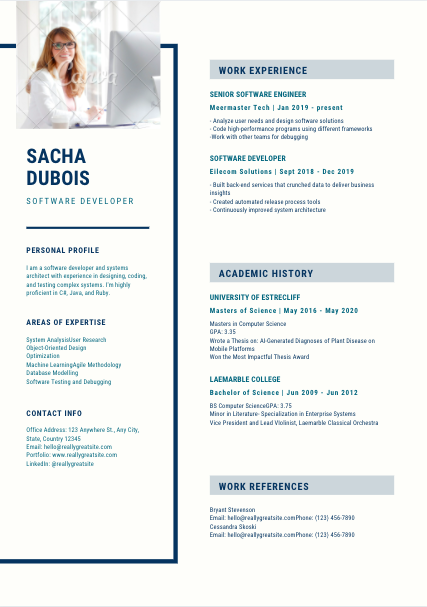 Canva
SACHA
DUBOIS
SOFTWARE DEVELOPER
PERSONAL PROFILE
I am a software developer and systems
architect with experience in designing, coding,
and testing complex systems. I'm highly
proficient in C#, Java, and Ruby.
AREAS OF EXPERTISE
System AnalysisUser Research
Object-Oriented Design
Optimization
Machine LearningAgile Methodology
Database Modelling
Software Testing and Debugging
CONTACT INFO
Office Address: 123 Anywhere St., Any City,
State, Country 12345
Email: hello@reallygreatsite.com
Portfolio: www.reallygreatsite.com
LinkedIn: @reallygreatsite
WORK EXPERIENCE
SENIOR SOFTWARE ENGINEER
Meermaster Tech | Jan 2019 - present
- Analyze user needs and design software solutions
- Code high-performance programs using different frameworks
-Work with other teams for debugging
SOFTWARE DEVELOPER
Eilecom Solutions | Sept 2018 - Dec 2019
- Built back-end services that crunched data to deliver business
insights
- Created automated release process tools
- Continuously improved system architecture
ACADEMIC HISTORY
UNIVERSITY OF ESTRECLIFF
Masters of Science | May 2016 - May 2020
Masters in Computer Science
GPA: 3.35
Wrote a Thesis on: AI-Generated Diagnoses of Plant Disease on
Mobile Platforms
Won the Most Impactful Thesis Award
LAEMARBLE COLLEGE
Bachelor of Science | Jun 2009 - Jun 2012
BS Computer ScienceGPA: 3.75
Minor in Literature- Specialization in Enterprise Systems
Vice President and Lead Violinist, Laemarble Classical Orchestra
WORK REFERENCES
Bryant Stevenson
Email: hello@reallygreatsite.comPhone: (123) 456-7890
Cessandra Skoski
Email: hello@reallygreatsite.comPhone: (123) 456-7890